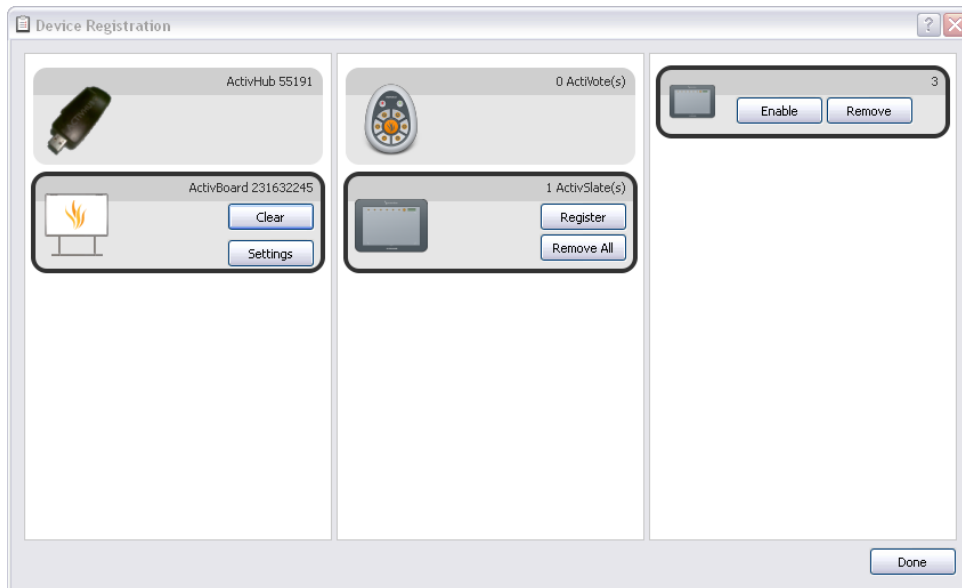 Device Registration
ActivHub 55191
ActivBoard 231632245
Clear
Settings
0 ActiVote(s)
1 ActivSlate(s)
Register
Remove All
3
Enable
Remove
Done